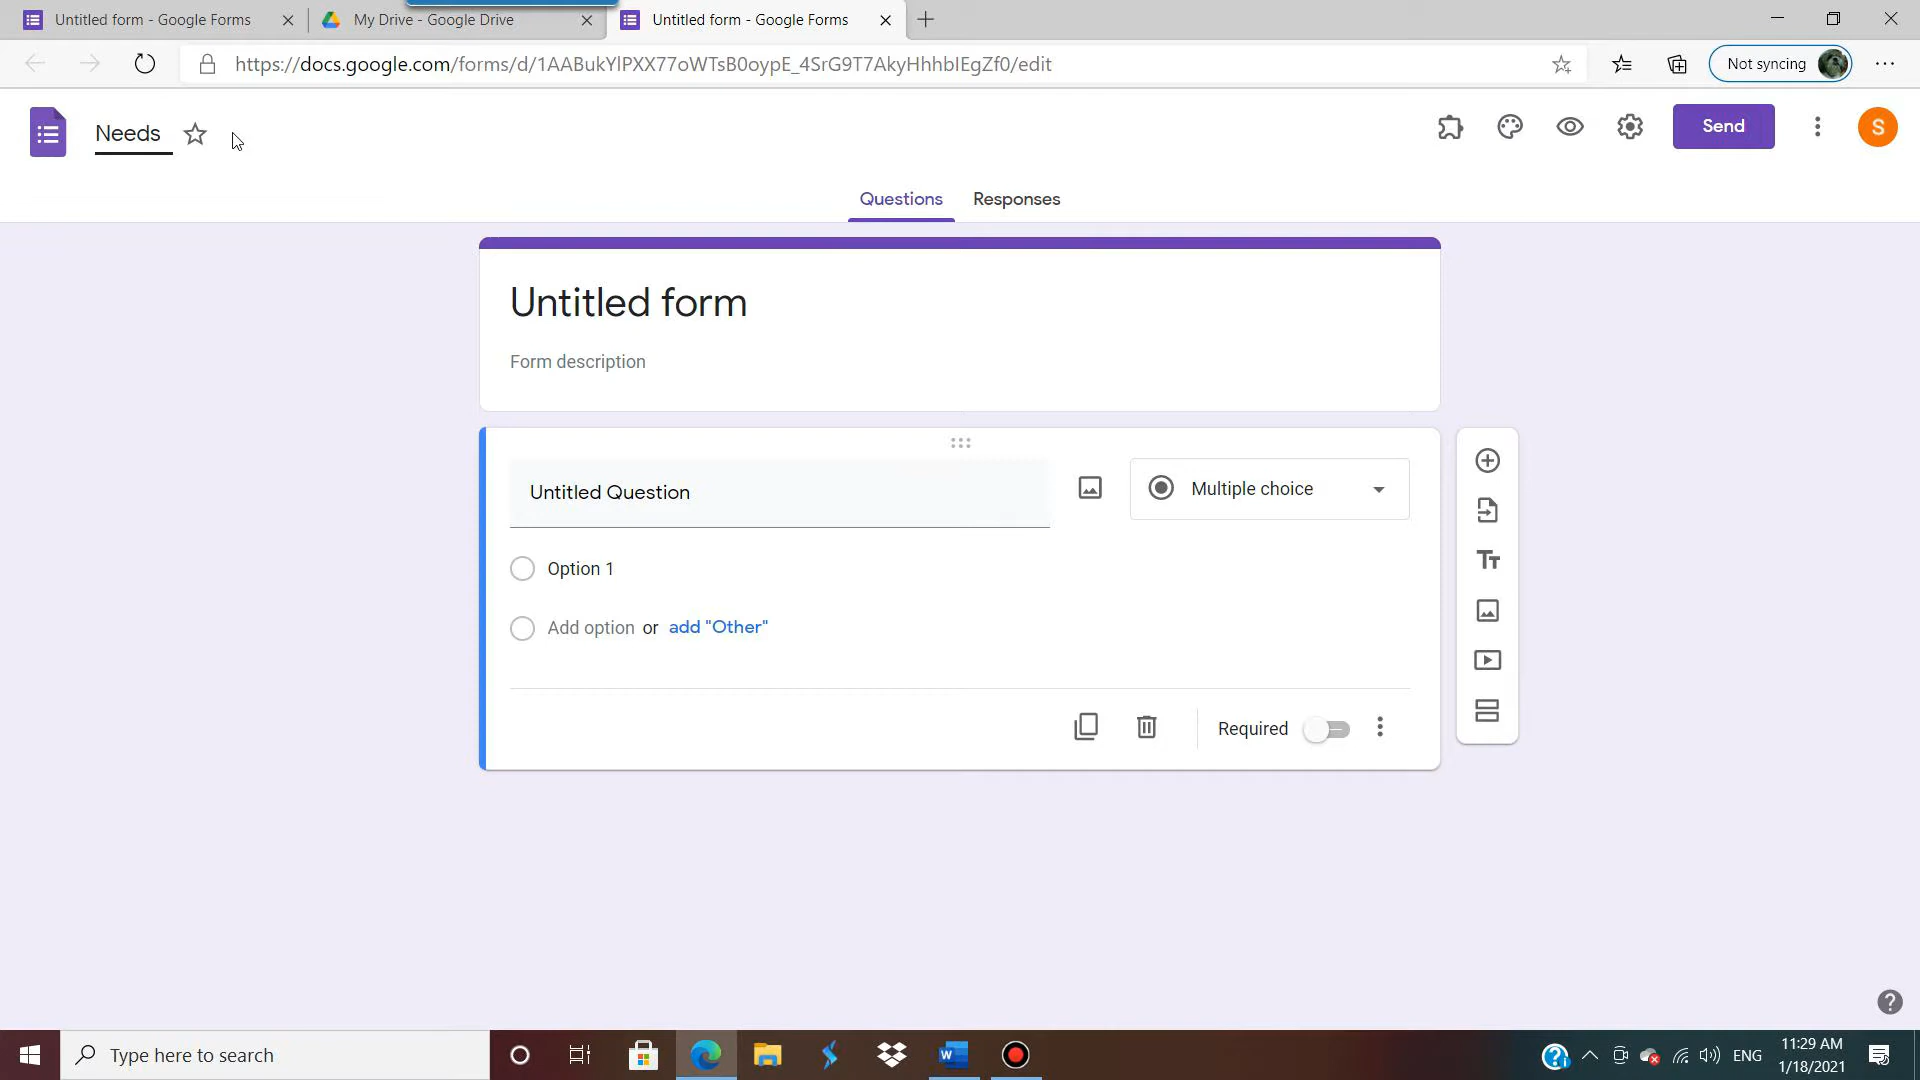 Untitled form - Google Forms
My Drive - Google Drive
Untitled form - Google Forms
https://docs.google.com/forms/d/1AABukYlPXX77oWTsB0oypE_4SrG9T7AkyHhhblEgZf0/edit
Not syncing
Needs
Send
S
Questions
Responses
Untitled form
Form description
Untitled Question
Multiple choice
Option 1
Add option or add "Other"
Required
Type here to search
ENG
11:29 AM
1/18/2021